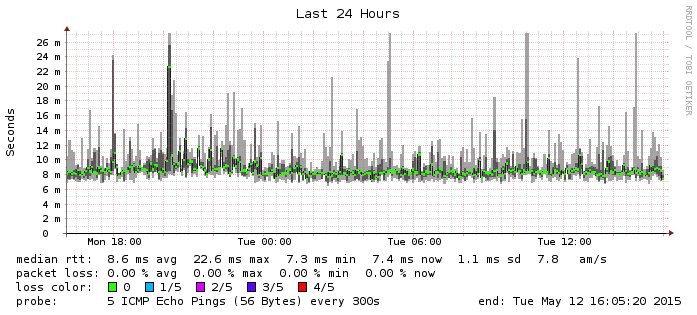 Last 24 Hours
RRDTOOL / TOBI OETIKER
Seconds
26 m
24 m
22 m
20 m
18 m
16 m
14 m
12 m
10 m
8 m
6 m
4 m
2 m
0
Mon 18:00 Tue 00:00 Tue 06:00 Tue 12:00
median rtt: 8.6 ms avg 22.6 ms max 7.3 ms min 7.4 ms now 1.1 ms sd 7.8 am/s
packet loss: 0.00 % avg 0.00 % max 0.00 % min 0.00 % now
loss color: 0 1/5 2/5 3/5 4/5
probe: 5 ICMP Echo Pings (56 Bytes) every 300s end: Tue May 12 16:05:20 2015